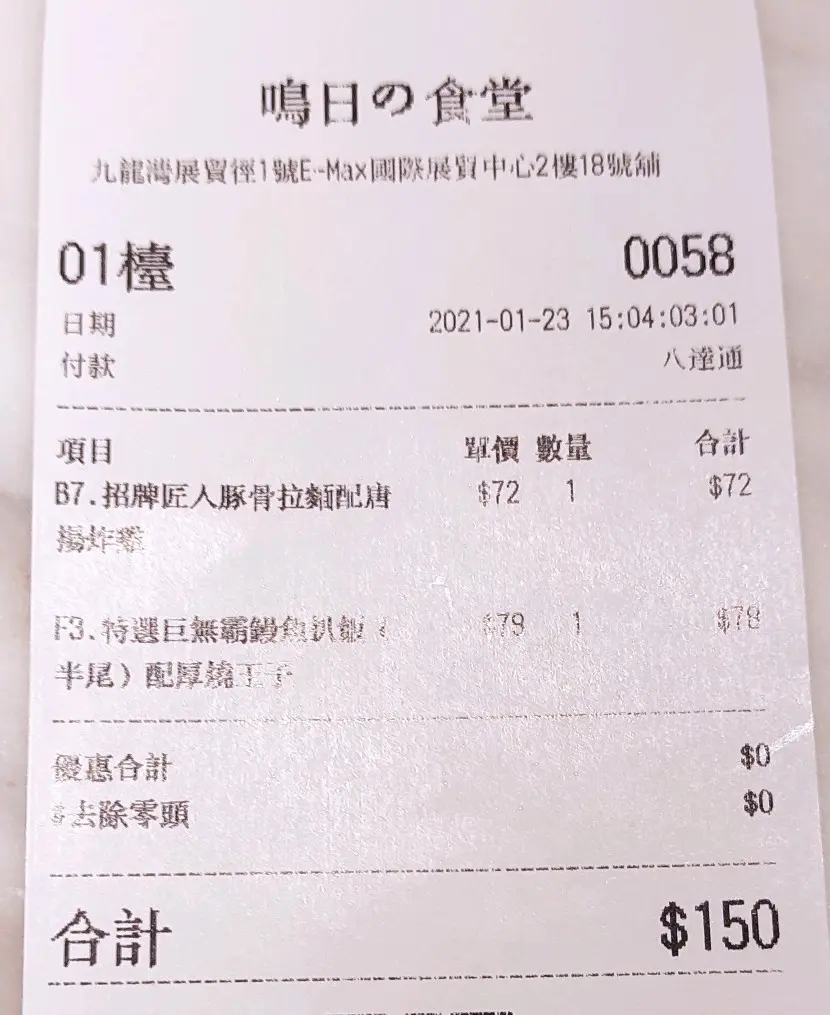 鳴日の食堂
九龍灣展貿徑1號E-Max國際展貿中心2樓18號舖
01檯 0058
日期 2021-01-23 15:04:03:01
付款 八達通
項目 單價 數量 合計
B7.招牌匠人豚骨拉麵配唐 $72 1 $72
揚炸雞
F3.特選巨無霸鰻魚扒飯（ $78 1 $78
半尾）配厚燒玉子
優惠合計 $0
$去除零頭 $0
合計 $150